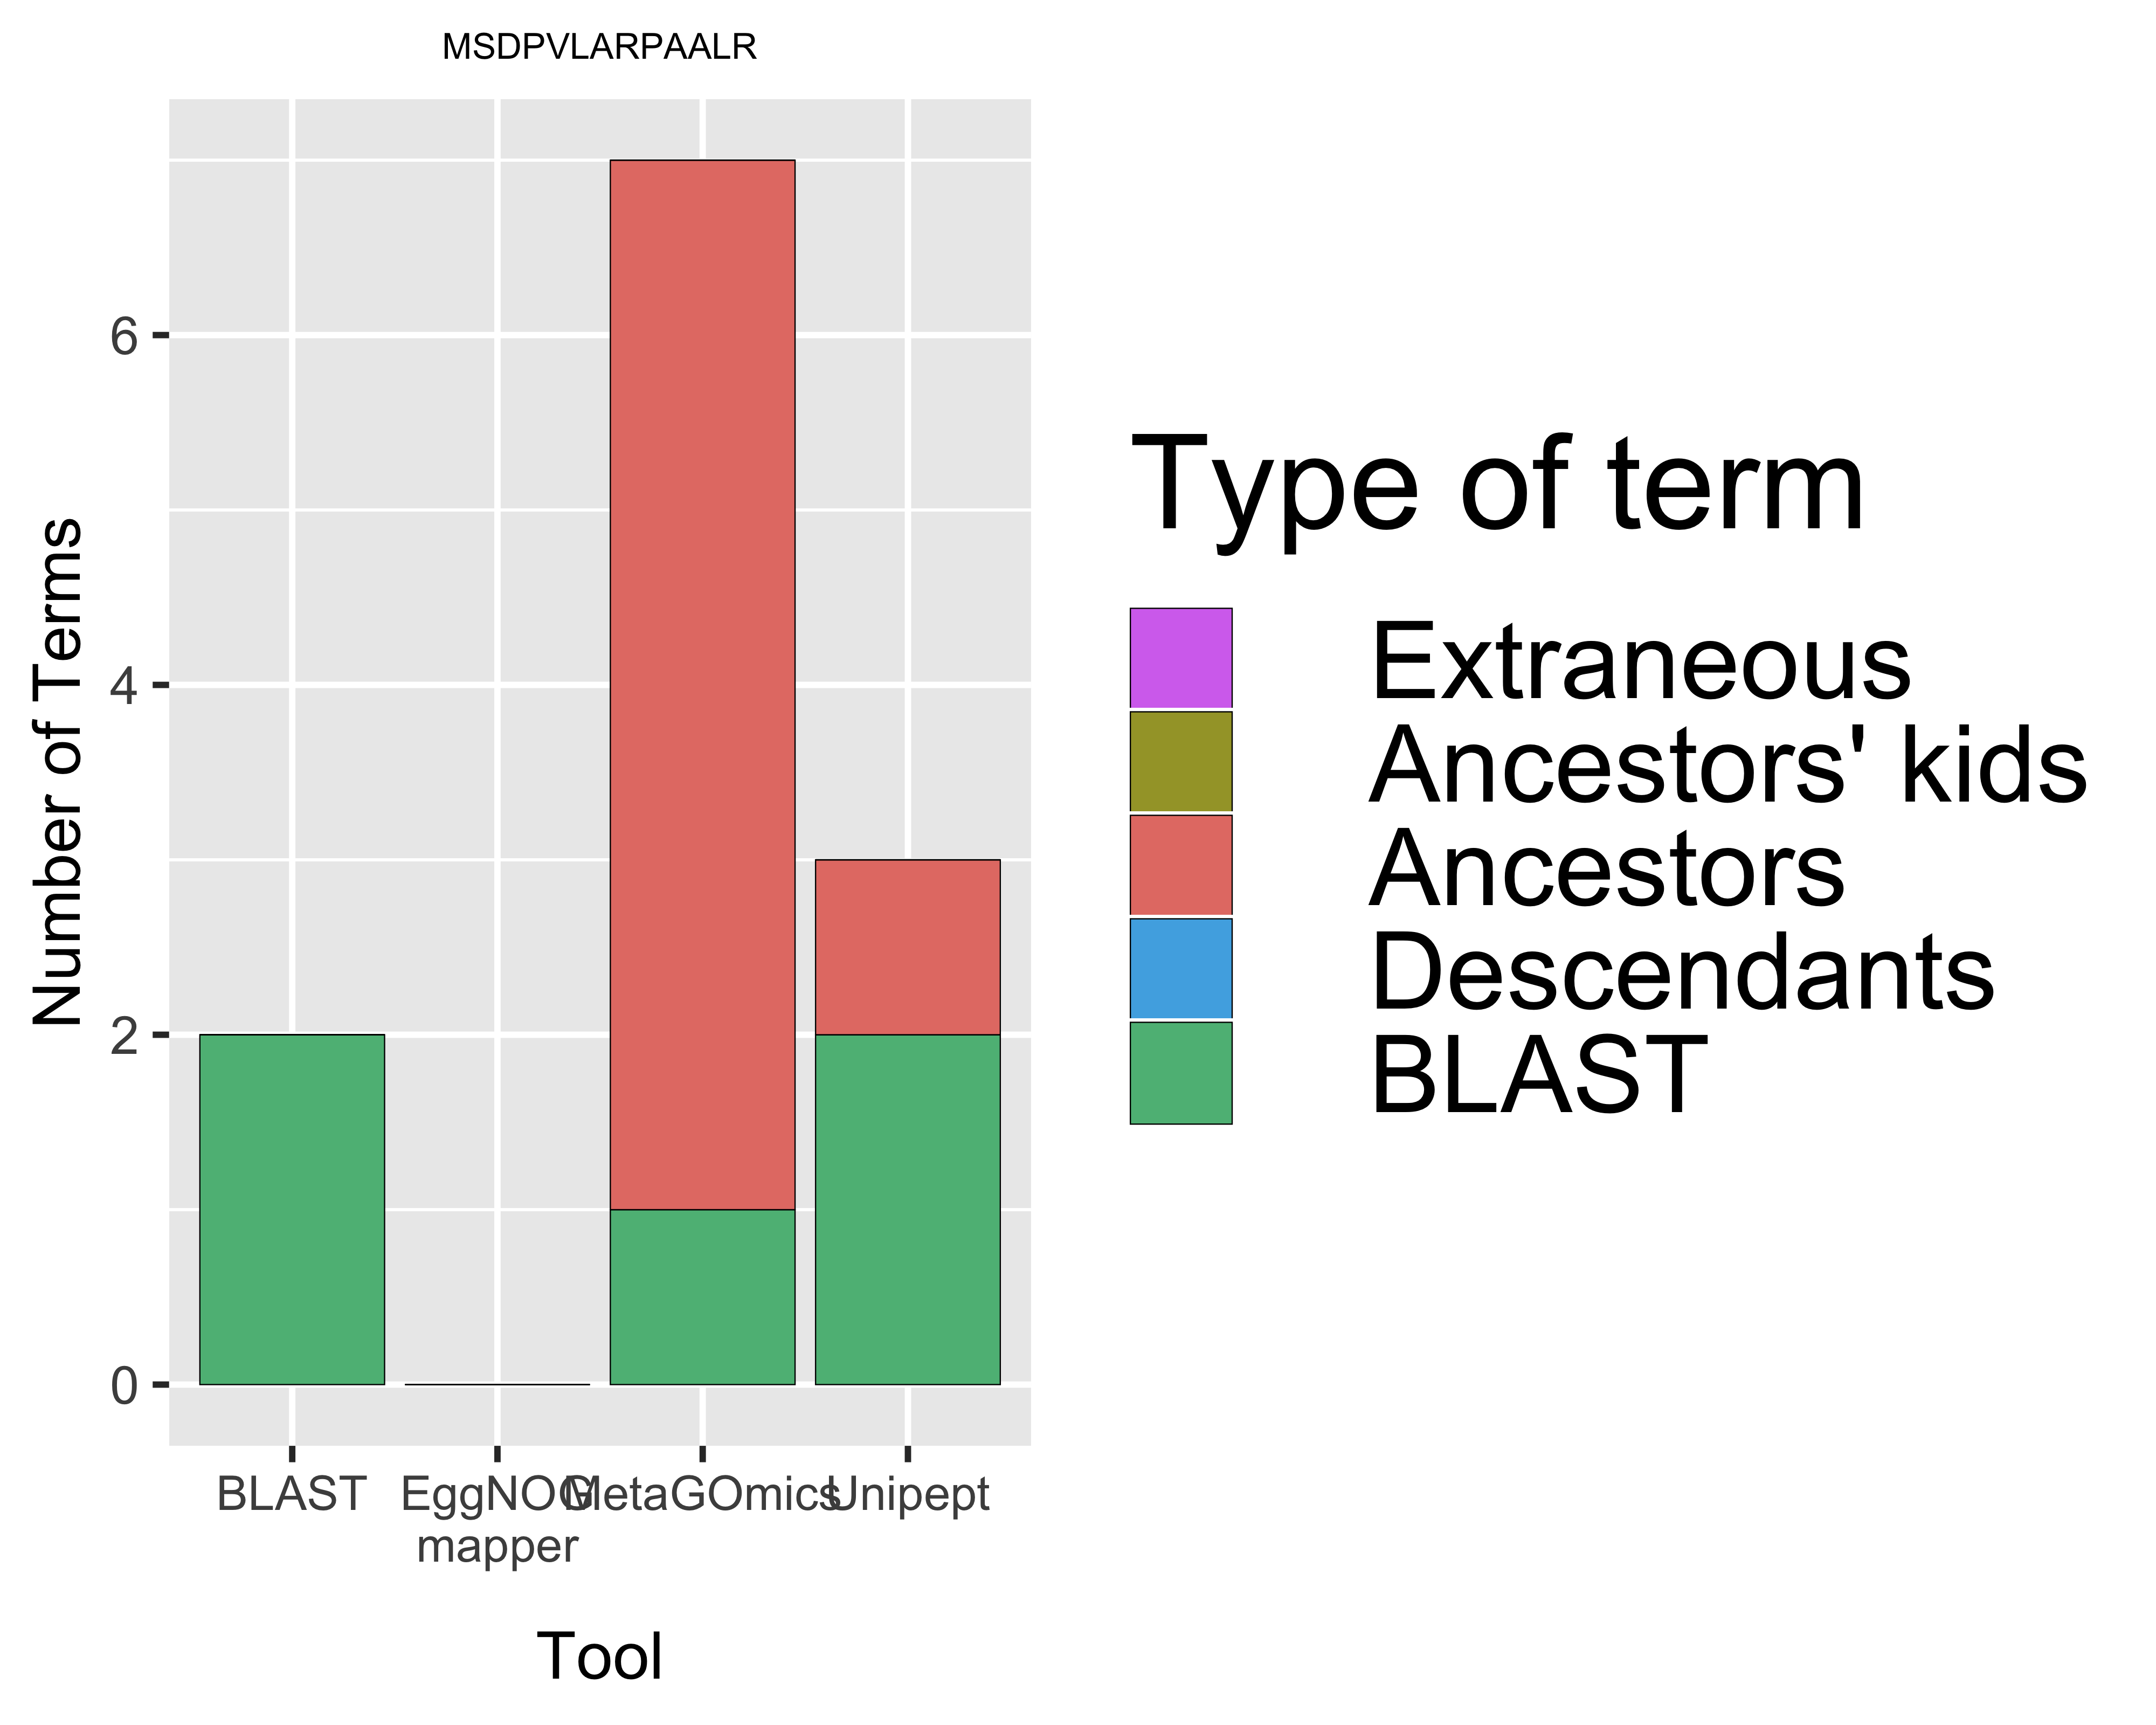 MSDPVLARPAALR
Number of Terms
6
4
2
0
BLAST
EggNOG
mapper
MetaGOmics
Unipept
Tool
Type of term
Extraneous
Ancestors' kids
Ancestors
Descendants
BLAST